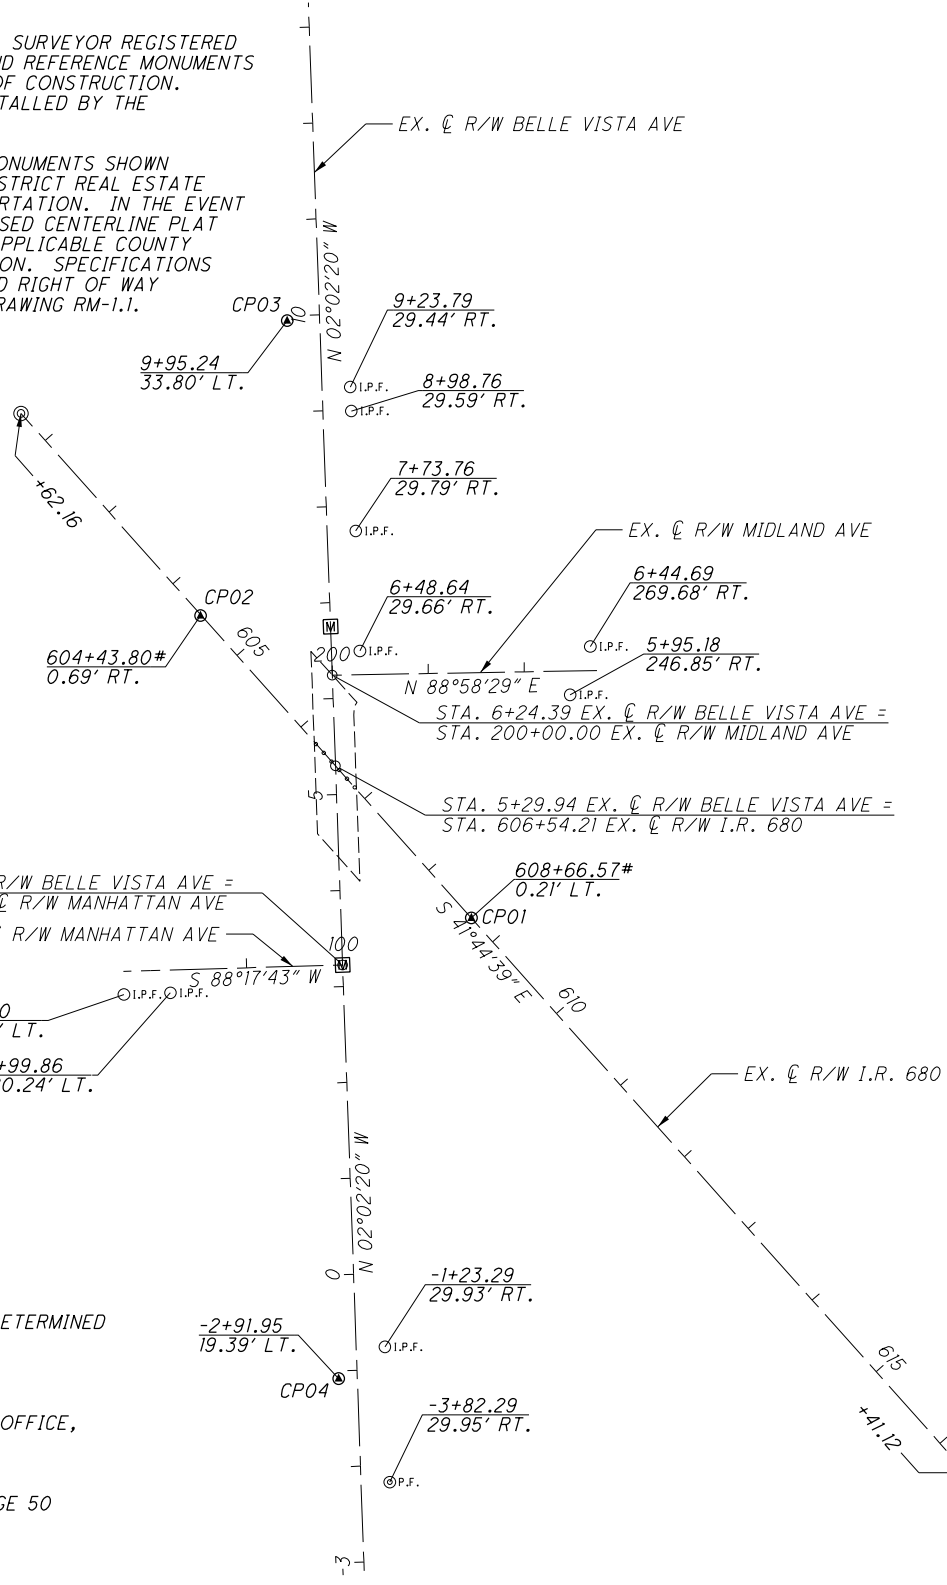 SURVEYOR REGISTERED
ND REFERENCE MONUMENTS
OF CONSTRUCTION.
TALLED BY THE
EX. ℄ R/W BELLE VISTA AVE
ONUMENTS SHOWN
STRICT REAL ESTATE
RTATION. IN THE EVENT
SED CENTERLINE PLAT
APPLICABLE COUNTY
ON. SPECIFICATIONS
D RIGHT OF WAY
RAWING RM-1.1.
N 02°02'20" W
CP03
10
9+95.24
33.80' LT.
9+23.79
29.44' RT.
I.P.F.
8+98.76
29.59' RT.
I.P.F.
+62.16
7+73.76
29.79' RT.
I.P.F.
EX. ℄ R/W MIDLAND AVE
CP02
605
604+43.80#
0.69' RT.
6+48.64
29.66' RT.
M
200
I.P.F.
6+44.69
269.68' RT.
I.P.F.
5+95.18
246.85' RT.
I.P.F.
N 88°58'29" E
STA. 6+24.39 EX. ℄ R/W BELLE VISTA AVE =
STA. 200+00.00 EX. ℄ R/W MIDLAND AVE
5
STA. 5+29.94 EX. ℄ R/W BELLE VISTA AVE =
STA. 606+54.21 EX. ℄ R/W I.R. 680
608+66.57#
0.21' LT.
CP01
S 41°44'39" E
R/W BELLE VISTA AVE =
℄ R/W MANHATTAN AVE
R/W MANHATTAN AVE
100
M
S 88°17'43" W
I.P.F.
I.P.F.
0
' LT.
+99.86
0.24' LT.
610
EX. ℄ R/W I.R. 680
N 02°02'20" W
0
-1+23.29
29.93' RT.
I.P.F.
ETERMINED
-2+91.95
19.39' LT.
CP04
615
+41.12
OFFICE,
-3+82.29
29.95' RT.
P.F.
GE 50
-3